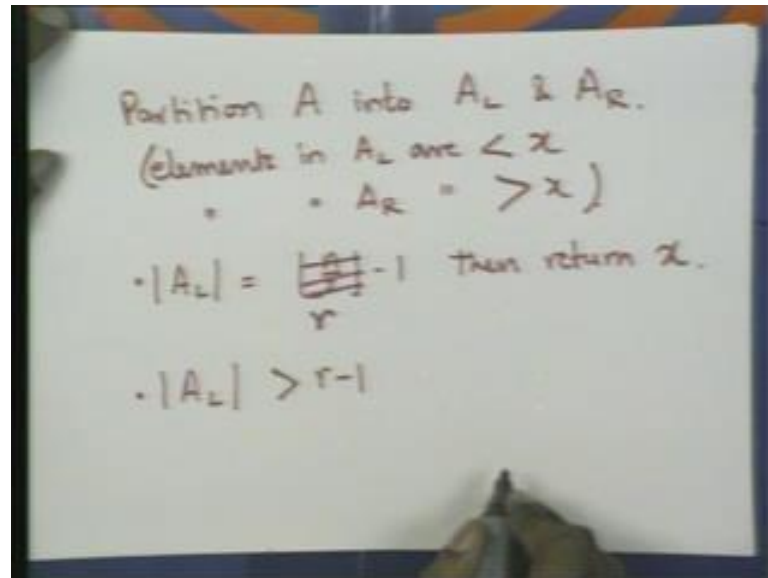 Partition A into A_L & A_R.
(elements in A_L are < x
" " A_R " > x)
. |A_L| = r - 1 then return x.
. |A_L| > r-1